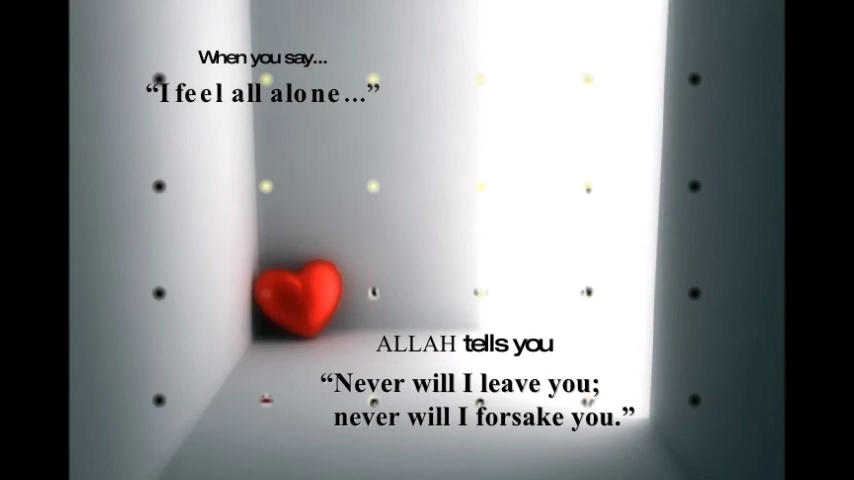 When you say...
“I feel all alone...”
ALLAH tells you
“Never will I leave you;
never will I forsake you.”